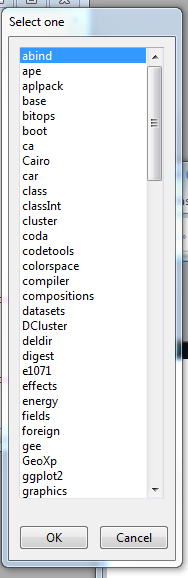 Select one
abind
ape
aplpack
base
bitops
boot
ca
Cairo
car
class
classInt
cluster
coda
codetools
colorspace
compiler
compositions
datasets
DCluster
deldir
digest
e1071
effects
energy
fields
foreign
gee
GeoXp
ggplot2
graphics
OK
Cancel